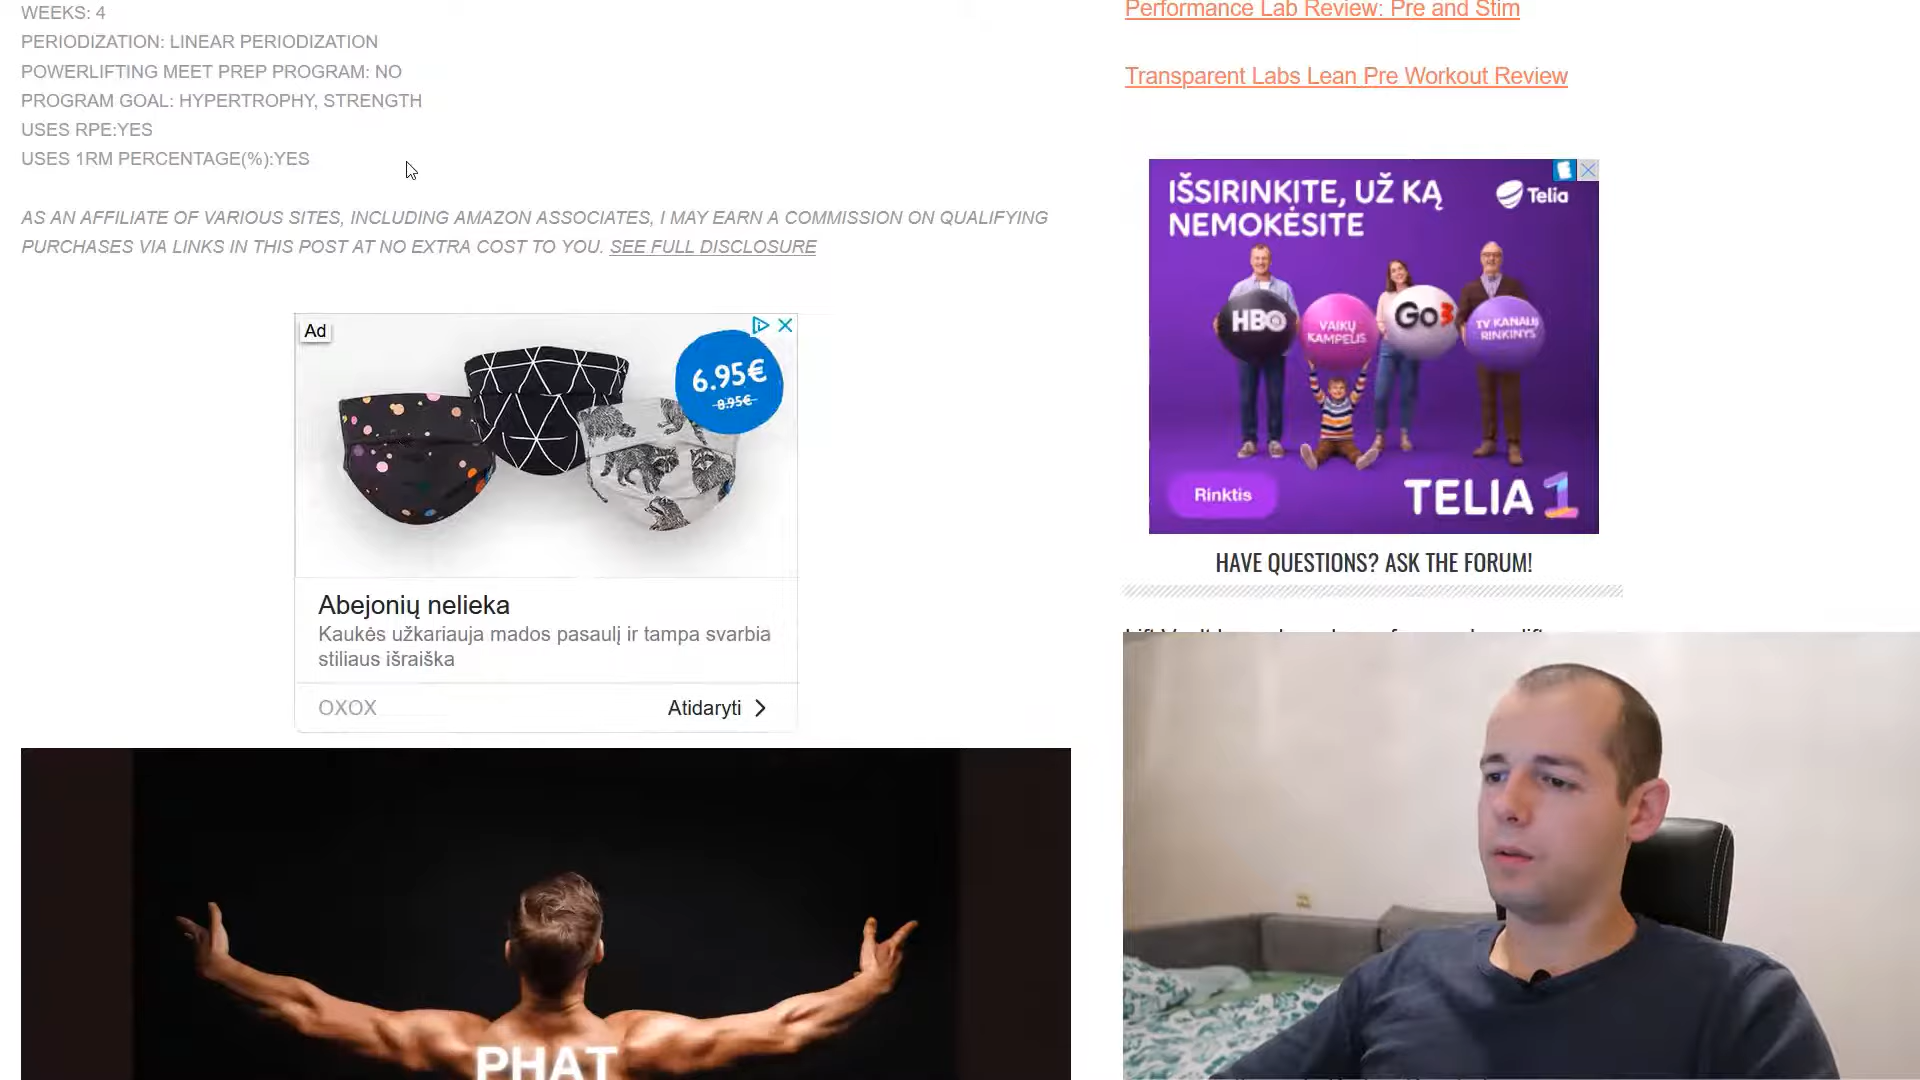 WEEKS: 4
PERIODIZATION: LINEAR PERIODIZATION
POWERLIFTING MEET PREP PROGRAM: NO
PROGRAM GOAL: HYPERTROPHY, STRENGTH
USES RPE:YES
USES 1RM PERCENTAGE(%):YES
AS AN AFFILIATE OF VARIOUS SITES, INCLUDING AMAZON ASSOCIATES, I MAY EARN A COMMISSION ON QUALIFYING
PURCHASES VIA LINKS IN THIS POST AT NO EXTRA COST TO YOU. SEE FULL DISCLOSURE
Ad
6.95€
8.95€
Abejonių nelieka
Kaukės užkariauja mados pasaulį ir tampa svarbia
stiliaus išraiška
OXOX
Atidaryti
PHAT
Performance Lab Review: Pre and Stim
Transparent Labs Lean Pre Workout Review
IŠSIRINKITE, UŽ KĄ
NEMOKĖSITE
Telia
HBO
VAIKŲ
KAMPELIS
Go3
TV KANALŲ
RINKINYS
Rinktis
TELIA 1
HAVE QUESTIONS? ASK THE FORUM!